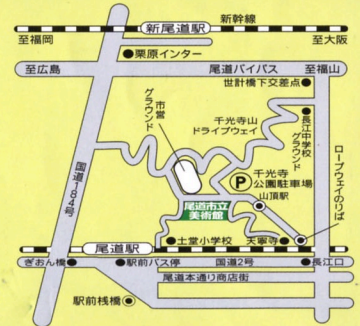 新幹線
新尾道駅
至福岡
至大阪
栗原インター
至広島
尾道バイパス
至福山
世計橋下交差点
市営
グラウンド
千光寺山
ドライブウェイ
長江中学校
グラウンド
国道184号
千光寺
公園駐車場
P
山頂駅
ロープウェイのりば
尾道市立
美術館
尾道駅
土堂小学校
天寧寺
ぎおん橋
駅前バス停
国道2号
長江口
尾道本通り商店街
駅前桟橋